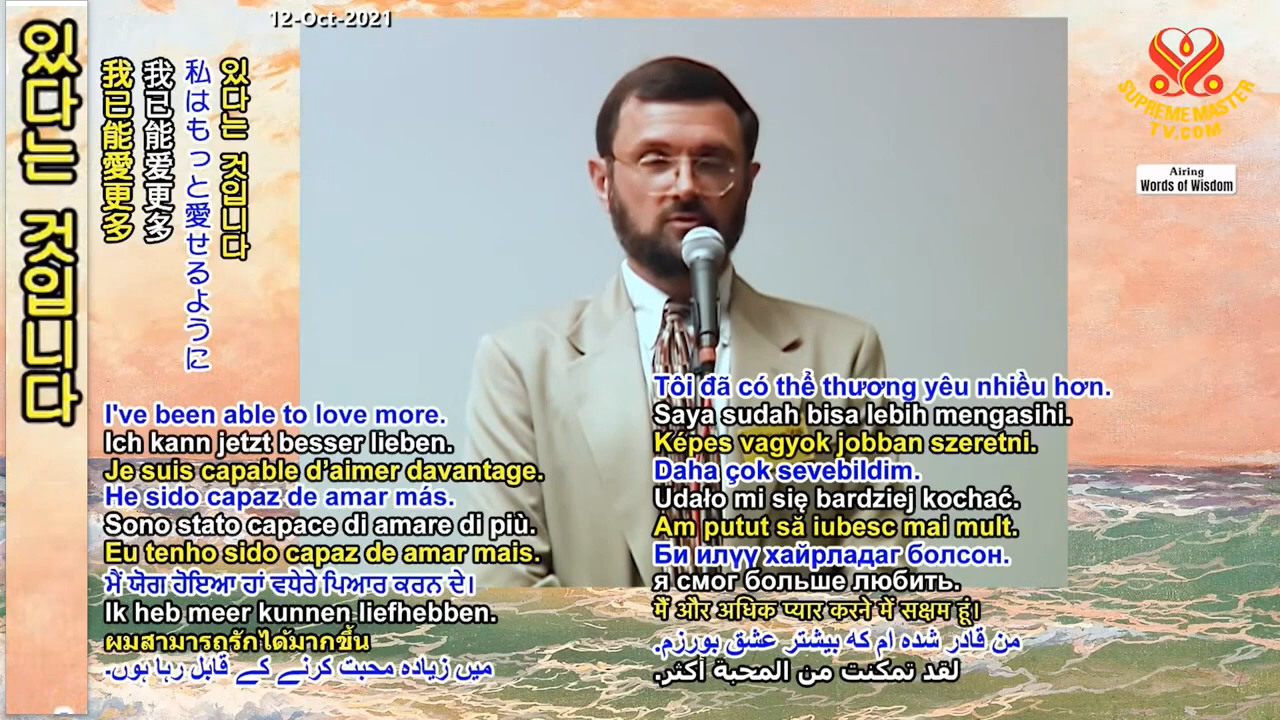 12-Oct-2021
있다는 것입니다
我已能愛更多
我已能爱更多
私はもっと愛せるように
있다는 것입니다
SUPREME MASTER
TV.COM
Airing
Words of Wisdom
I've been able to love more.
Ich kann jetzt besser lieben.
Je suis capable d'aimer davantage.
He sido capaz de amar más.
Sono stato capace di amare di più.
Eu tenho sido capaz de amar mais.
ਮੈਂ ਯੋਗ ਹੋਇਆ ਹਾਂ ਵਧੇਰੇ ਪਿਆਰ ਕਰਨ ਦੇ।
Ik heb meer kunnen liefhebben.
ผมสามารถรักได้มากขึ้น
میں زیادہ محبت کرنے کے قابل رہا ہوں۔
Tôi đã có thể thương yêu nhiều hơn.
Saya sudah bisa lebih mengasihi.
Képes vagyok jobban szeretni.
Daha çok sevebildim.
Udało mi się bardziej kochać.
Am putut să iubesc mai mult.
Би илүү хайрладаг болсон.
я смог больше любить.
मैं और अधिक प्यार करने में सक्षम हूं।
من قادر شده ام که بیشتر عشق بورزم.
لقد تمكنت من المحبة أكثر.